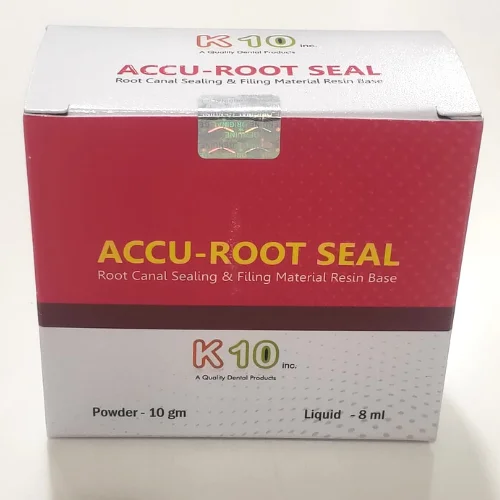 K10 inc.
A Quality Dental Products
ACCU-ROOT SEAL
Root Canal Sealing & Filing Material Resin Base
ACCU-ROOT SEAL
Root Canal Sealing & Filing Material Resin Base
K10 inc.
A Quality Dental Products
Powder - 10 gm
Liquid - 8 ml